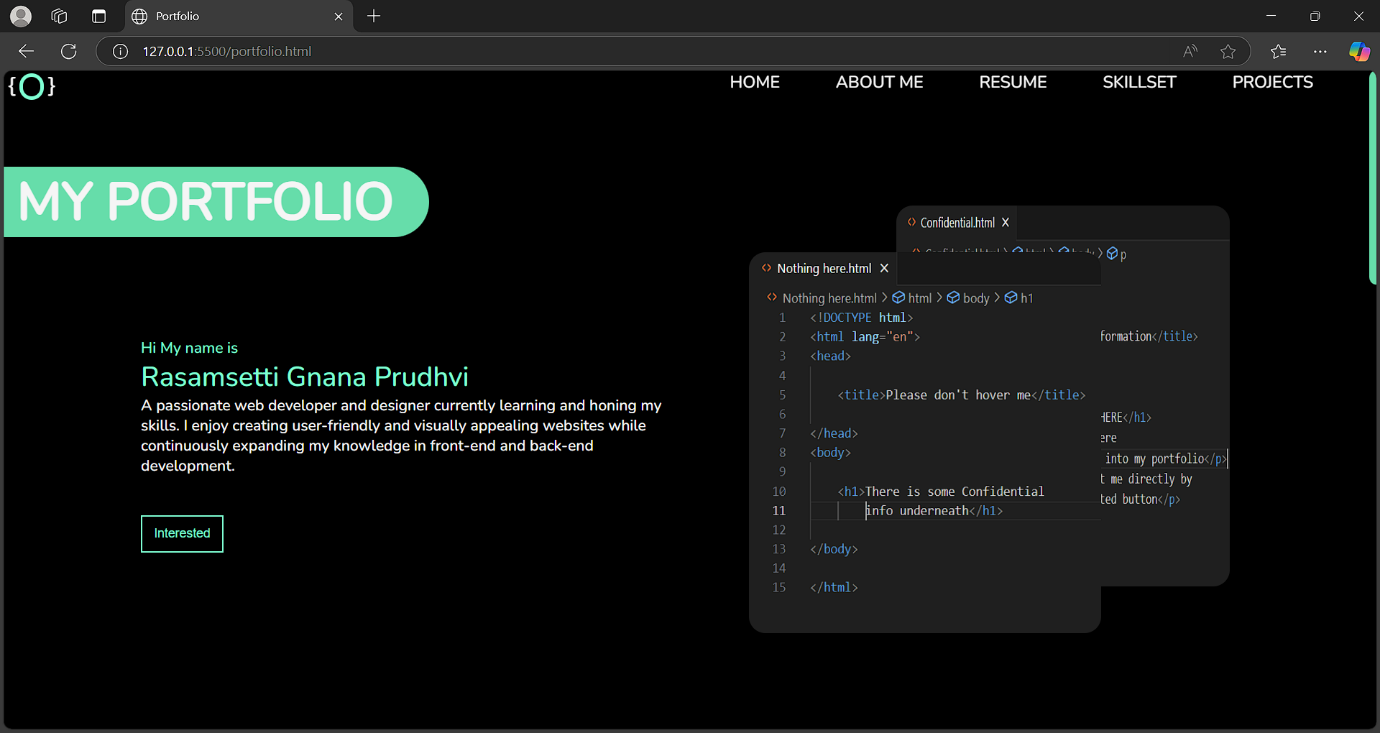 Portfolio
127.0.0.1:5500/portfolio.html
{O}
HOME ABOUT ME RESUME SKILLSET PROJECTS
MY PORTFOLIO
Hi My name is
Rasamsetti Gnana Prudhvi
A passionate web developer and designer currently learning and honing my
skills. I enjoy creating user-friendly and visually appealing websites while
continuously expanding my knowledge in front-end and back-end
development.
Interested
Confidential.html X
p
formation</title>
HERE</h1>
ere
into my portfolio</p>
t me directly by
ted button</p>
Nothing here.html X
Nothing here.html > html > body > h1
1 <!DOCTYPE html>
2 <html lang="en">
3 <head>
4
5 <title>Please don't hover me</title>
6
7 </head>
8 <body>
9
10 <h1>There is some Confidential
11 info underneath</h1>
12
13 </body>
14
15 </html>